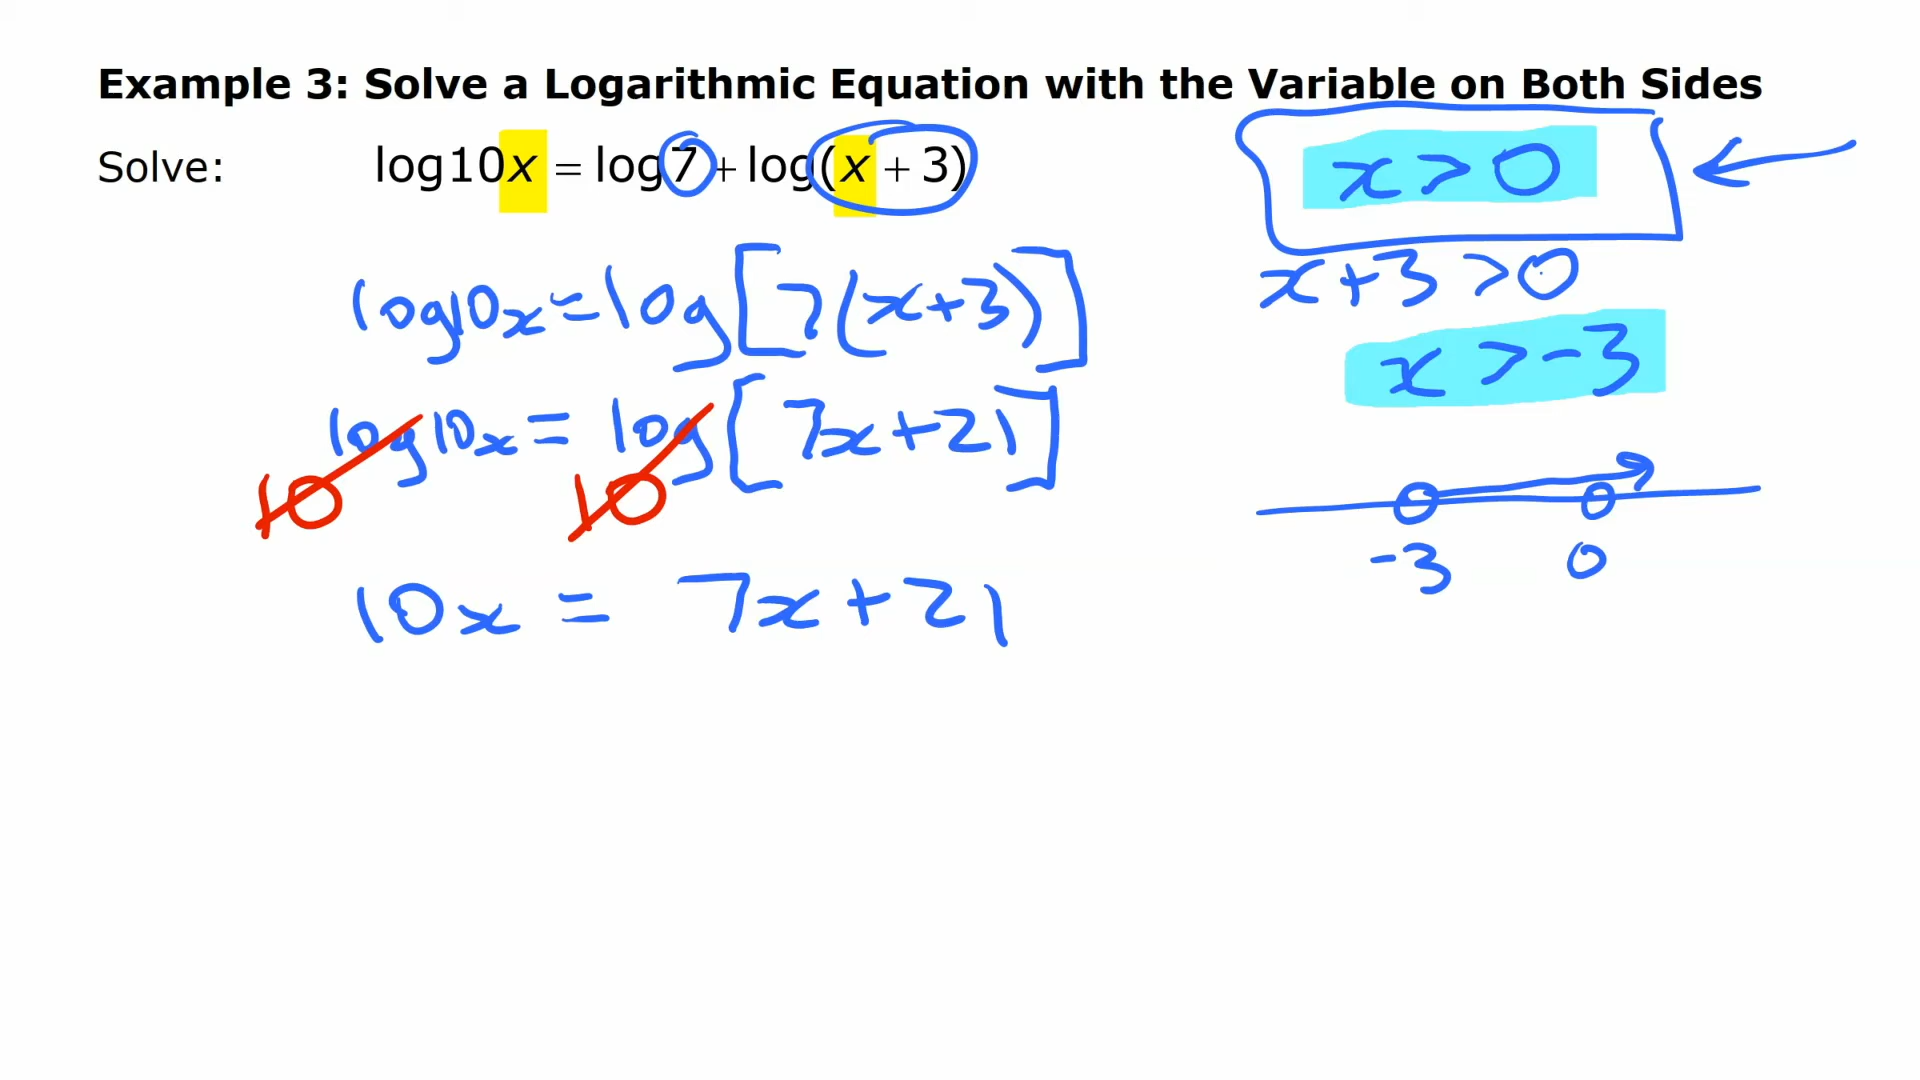 Example 3: Solve a Logarithmic Equation with the Variable on Both Sides
Solve: log10x = log7 + log(x + 3)
x > 0
x+3 > 0
x > -3
log10x = log[7(x+3)]
log10x = log[7x+21]
10 10
-3 0
10x = 7x+21